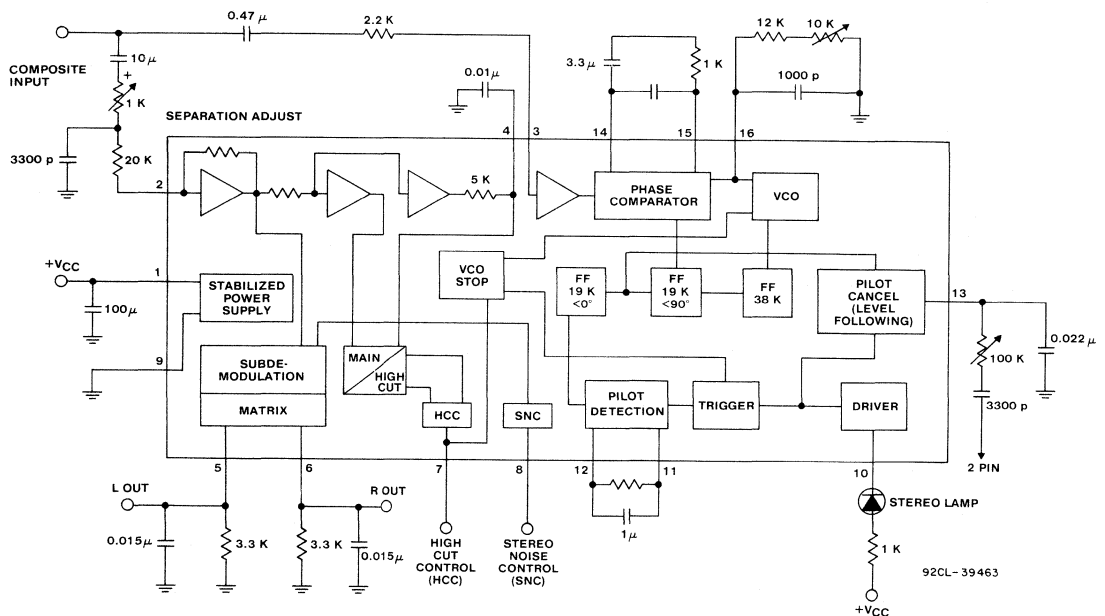 0.47 μ
2.2 K
12 K
10 K
COMPOSITE
INPUT
10 μ
+
1 K
0.01 μ
3.3 μ
1 K
1000 p
SEPARATION ADJUST
4
3
14
15
16
3300 p
20 K
2
5 K
PHASE
COMPARATOR
VCO
+VCC
1
100 μ
STABILIZED
POWER
SUPPLY
VCO
STOP
FF
19 K
<0°
FF
19 K
<90°
FF
38 K
PILOT
CANCEL
(LEVEL
FOLLOWING)
13
0.022 μ
100 K
3300 p
2 PIN
9
SUBDE-
MODULATION
MATRIX
MAIN
HIGH
CUT
HCC
SNC
PILOT
DETECTION
TRIGGER
DRIVER
5
6
7
8
12
11
10
L OUT
R OUT
0.015 μ
3.3 K
3.3 K
0.015 μ
HIGH
CUT
CONTROL
(HCC)
STEREO
NOISE
CONTROL
(SNC)
1 μ
STEREO LAMP
1 K
+VCC
92CL-39463